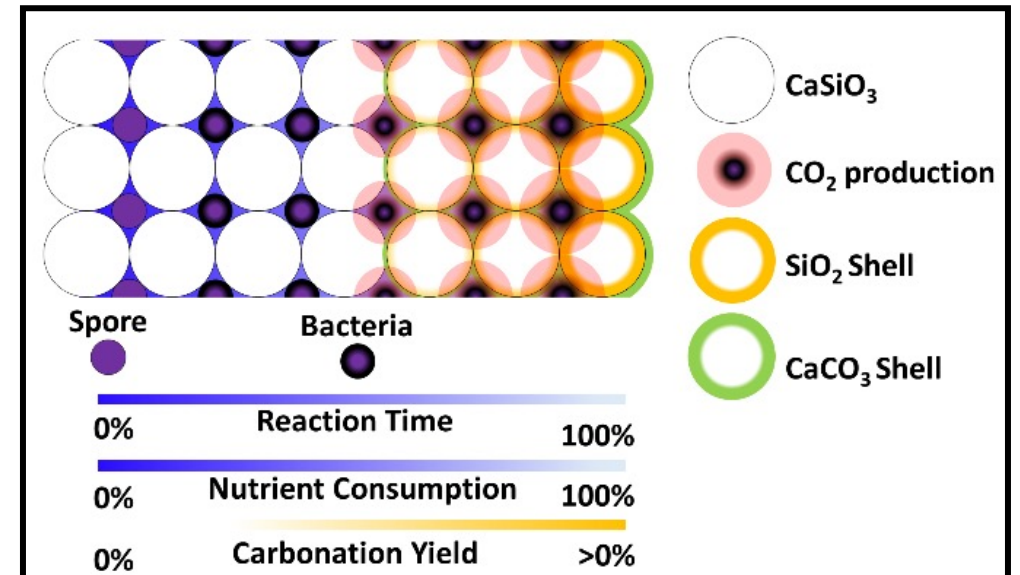 CaSiO₃
CO₂ production
SiO₂ Shell
CaCO₃ Shell
Spore
Bacteria
Reaction Time
0% 100%
Nutrient Consumption
0% 100%
Carbonation Yield
0% >0%